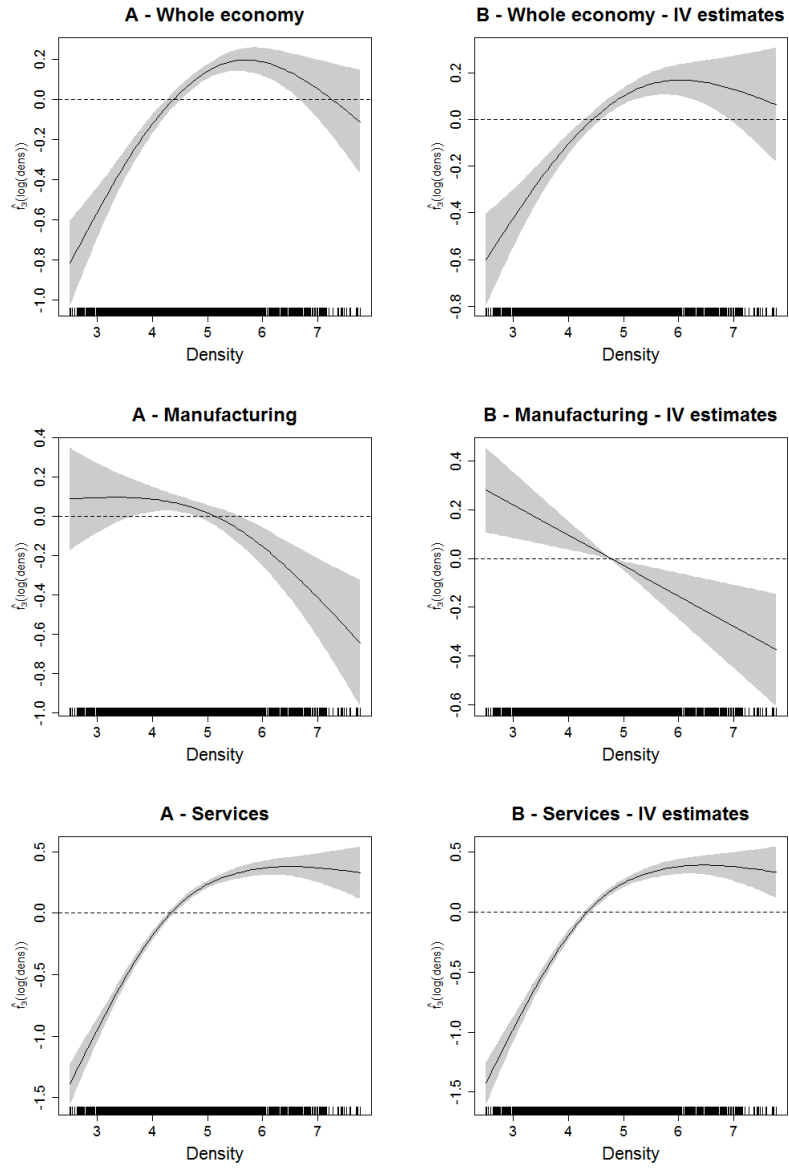 A - Whole economy
f̂₃(log(dens))
0.2
0.0
-0.2
-0.4
-0.6
-0.8
-1.0
3 4 5 6 7
Density
B - Whole economy - IV estimates
f̂₃(log(dens))
0.2
0.0
-0.2
-0.4
-0.6
-0.8
3 4 5 6 7
Density
A - Manufacturing
f̂₃(log(dens))
0.4
0.2
0.0
-0.2
-0.4
-0.6
-0.8
-1.0
3 4 5 6 7
Density
B - Manufacturing - IV estimates
f̂₃(log(dens))
0.4
0.2
0.0
-0.2
-0.4
-0.6
3 4 5 6 7
Density
A - Services
f̂₃(log(dens))
0.5
0.0
-0.5
-1.0
-1.5
3 4 5 6 7
Density
B - Services - IV estimates
f̂₃(log(dens))
0.5
0.0
-0.5
-1.0
-1.5
3 4 5 6 7
Density